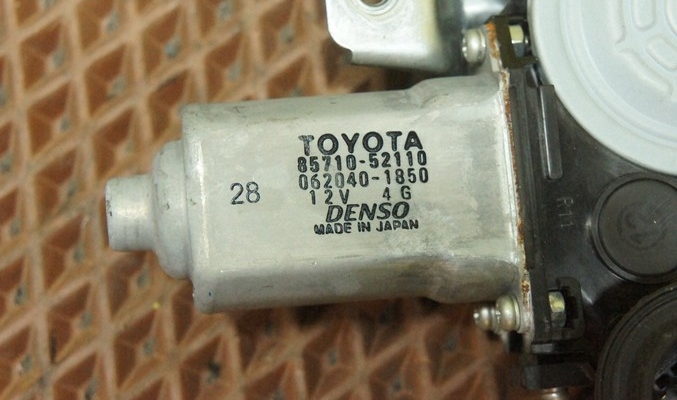 TOYOTA
85710-52110
062040-1850
12V 4G
DENSO
MADE IN JAPAN
28